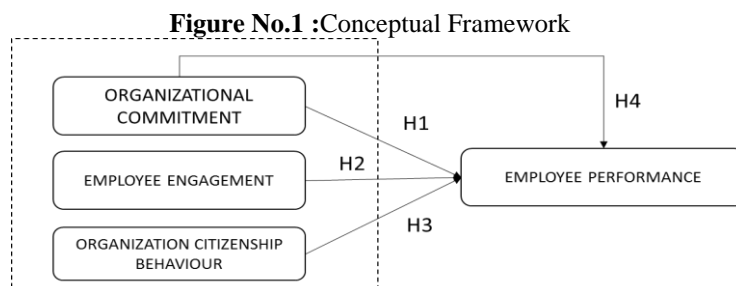 Figure No.1 :Conceptual Framework
ORGANIZATIONAL
COMMITMENT
H1
H4
EMPLOYEE ENGAGEMENT
H2
EMPLOYEE PERFORMANCE
ORGANIZATION CITIZENSHIP
BEHAVIOUR
H3